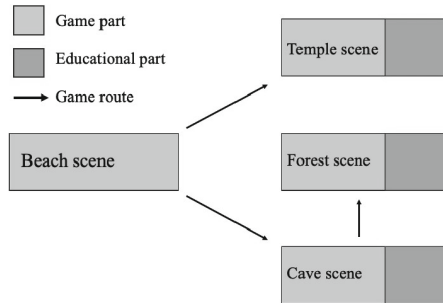 Game part
Educational part
Game route
Temple scene
Beach scene
Forest scene
Cave scene